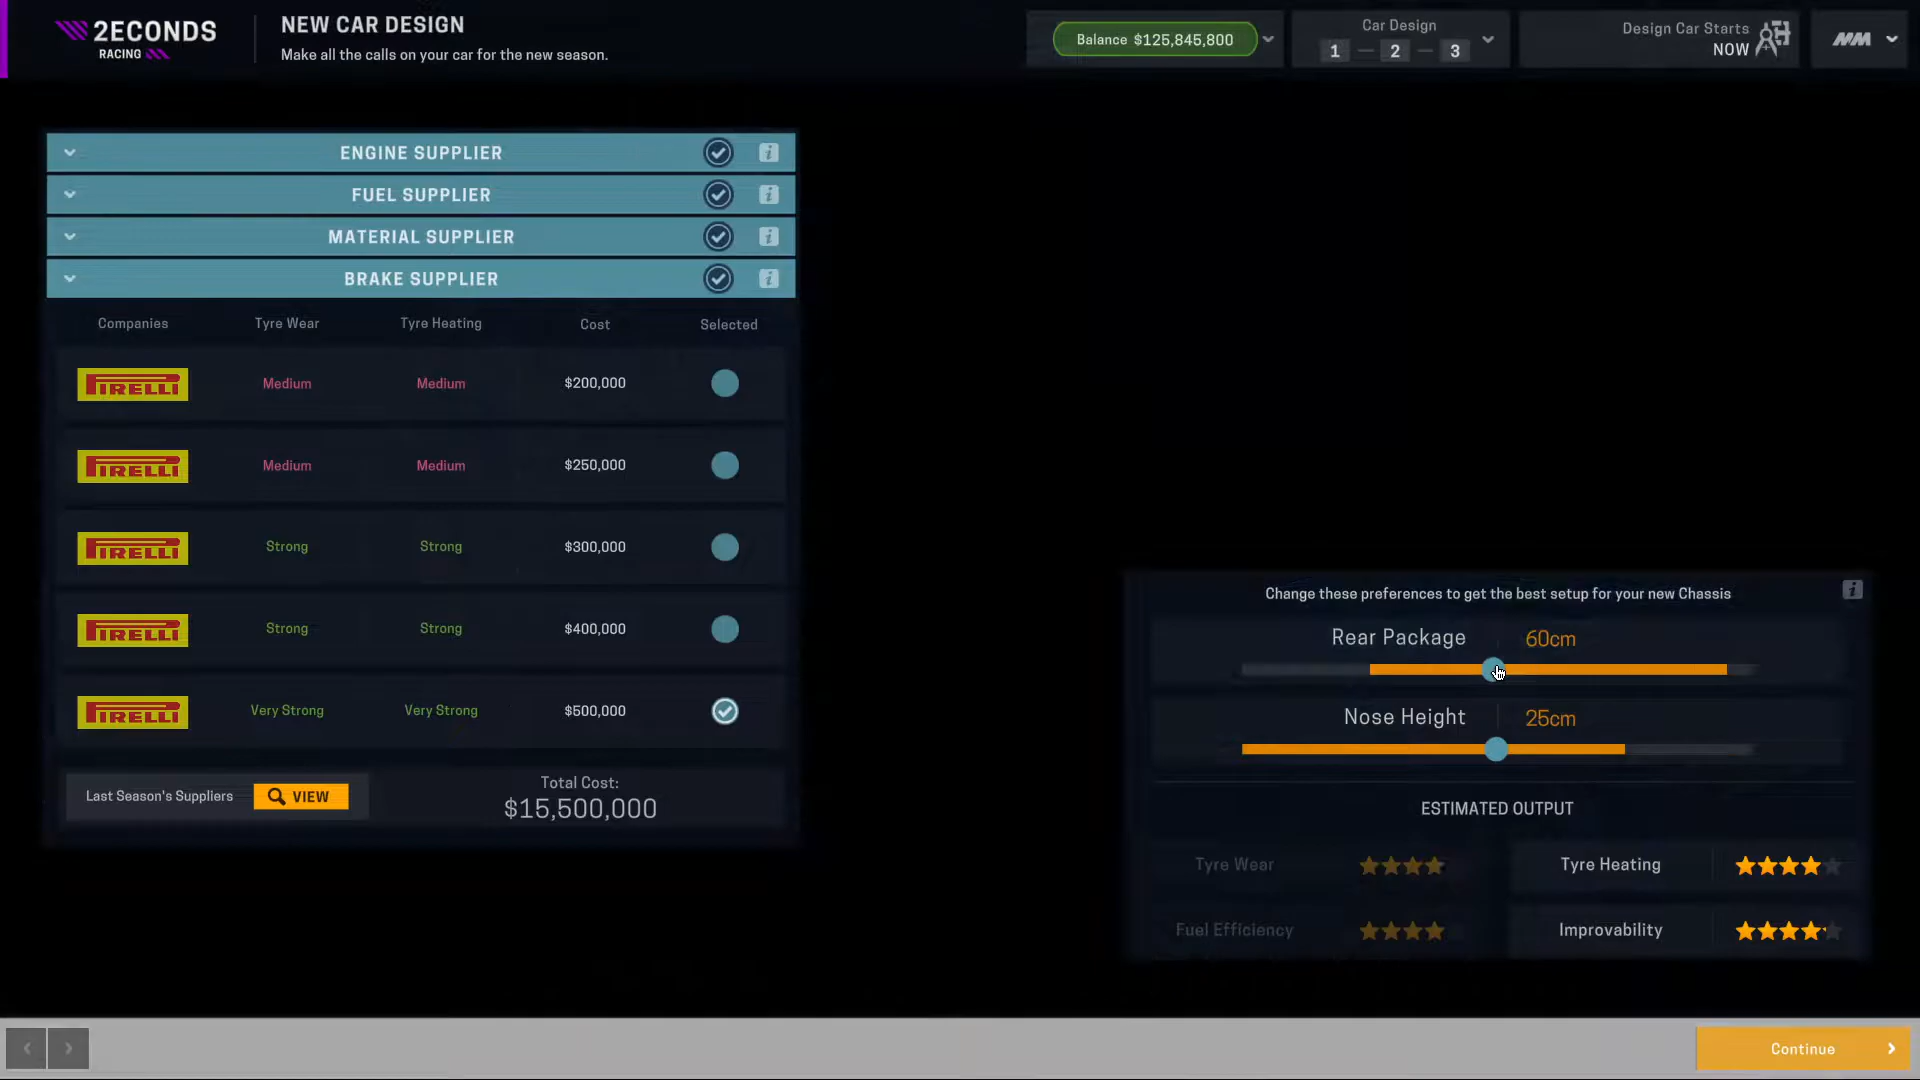 2ECONDS
RACING
NEW CAR DESIGN
Make all the calls on your car for the new season.
Balance $125,845,800
Car Design
1 – 2 – 3
Design Car Starts
NOW
ENGINE SUPPLIER
FUEL SUPPLIER
MATERIAL SUPPLIER
BRAKE SUPPLIER
Companies Tyre Wear Tyre Heating Cost Selected
PIRELLI Medium Medium $200,000
PIRELLI Medium Medium $250,000
PIRELLI Strong Strong $300,000
PIRELLI Strong Strong $400,000
PIRELLI Very Strong Very Strong $500,000
Last Season's Suppliers VIEW
Total Cost:
$15,500,000
Change these preferences to get the best setup for your new Chassis
Rear Package 60cm
Nose Height 25cm
ESTIMATED OUTPUT
Tyre Wear
Tyre Heating
Fuel Efficiency
Improvability
Continue